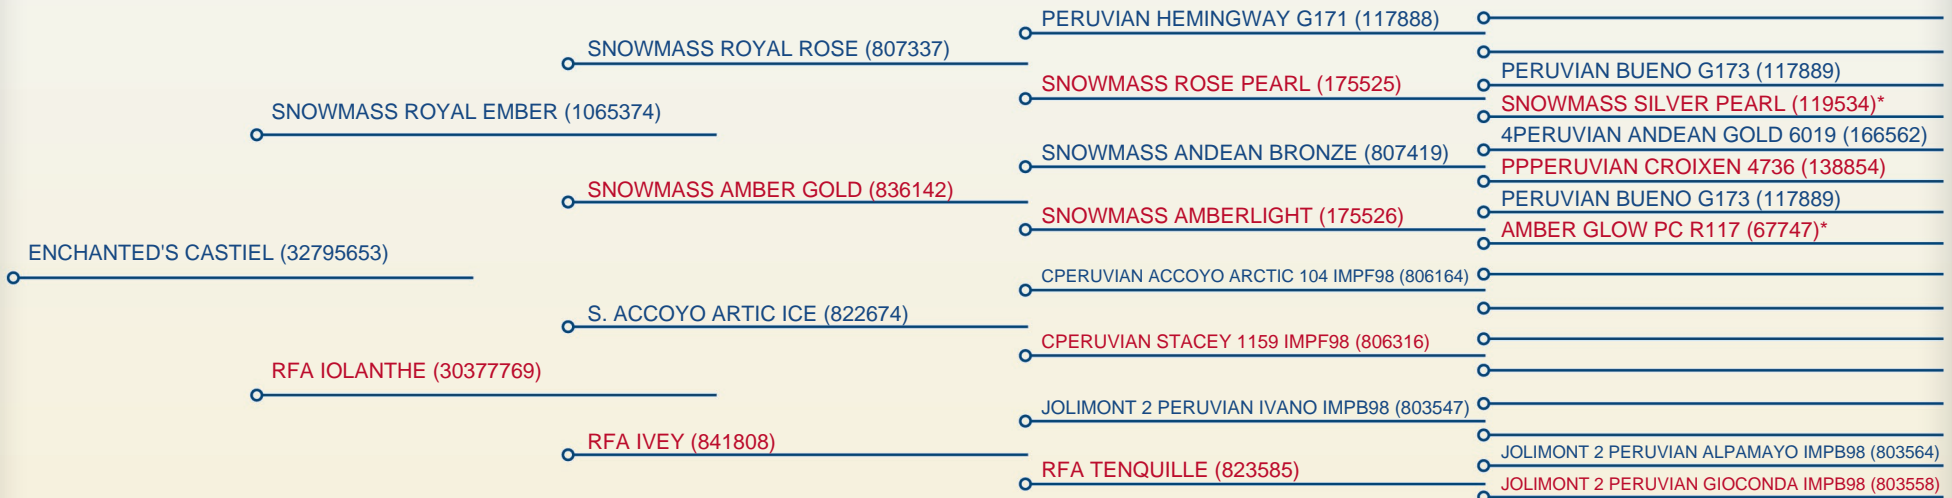 PERUVIAN HEMINGWAY G171 (117888)
SNOWMASS ROYAL ROSE (807337)
PERUVIAN BUENO G173 (117889)
SNOWMASS ROSE PEARL (175525)
SNOWMASS SILVER PEARL (119534)*
SNOWMASS ROYAL EMBER (1065374)
4PERUVIAN ANDEAN GOLD 6019 (166562)
SNOWMASS ANDEAN BRONZE (807419)
PPPERUVIAN CROIXEN 4736 (138854)
SNOWMASS AMBER GOLD (836142)
PERUVIAN BUENO G173 (117889)
SNOWMASS AMBERLIGHT (175526)
AMBER GLOW PC R117 (67747)*
ENCHANTED'S CASTIEL (32795653)
CPERUVIAN ACCOYO ARCTIC 104 IMPF98 (806164)
S. ACCOYO ARTIC ICE (822674)
CPERUVIAN STACEY 1159 IMPF98 (806316)
RFA IOLANTHE (30377769)
JOLIMONT 2 PERUVIAN IVANO IMPB98 (803547)
RFA IVEY (841808)
JOLIMONT 2 PERUVIAN ALPAMAYO IMPB98 (803564)
RFA TENQUILLE (823585)
JOLIMONT 2 PERUVIAN GIOCONDA IMPB98 (803558)